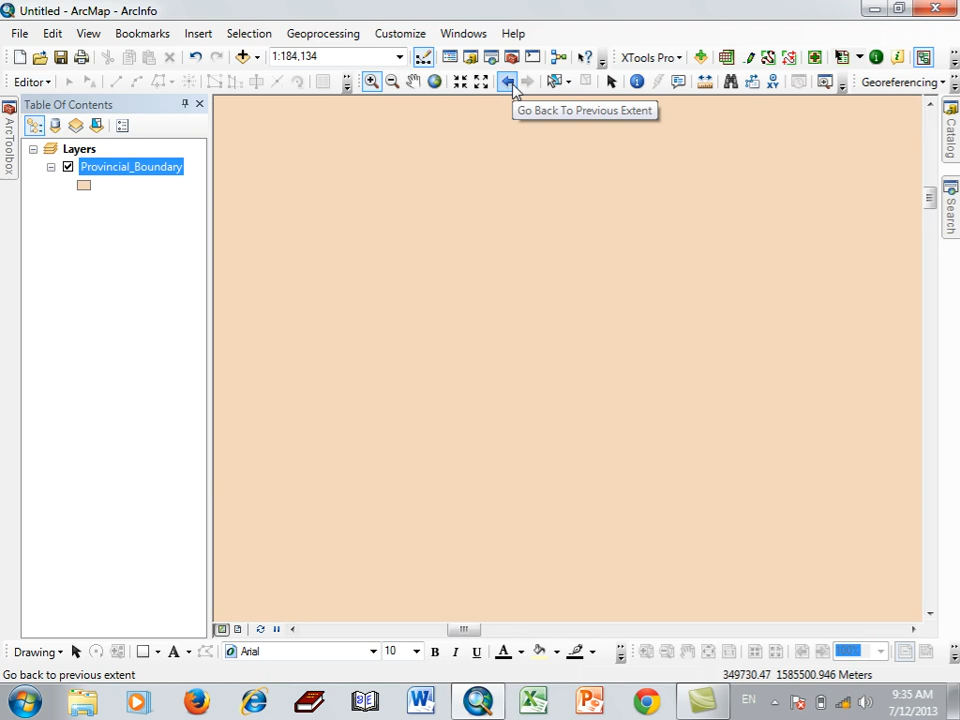 Untitled - ArcMap - ArcInfo
File Edit View Bookmarks Insert Selection Geoprocessing Customize Windows Help
1:184,134 XTools Pro
Editor Georeferencing
Table Of Contents
Go Back To Previous Extent
ArcToolbox
Layers
Provincial_Boundary
Catalog
Search
Drawing A Arial 10 B I U A 100%
Go back to previous extent 349730.47 1585500.946 Meters
EN 9:35 AM
7/12/2013